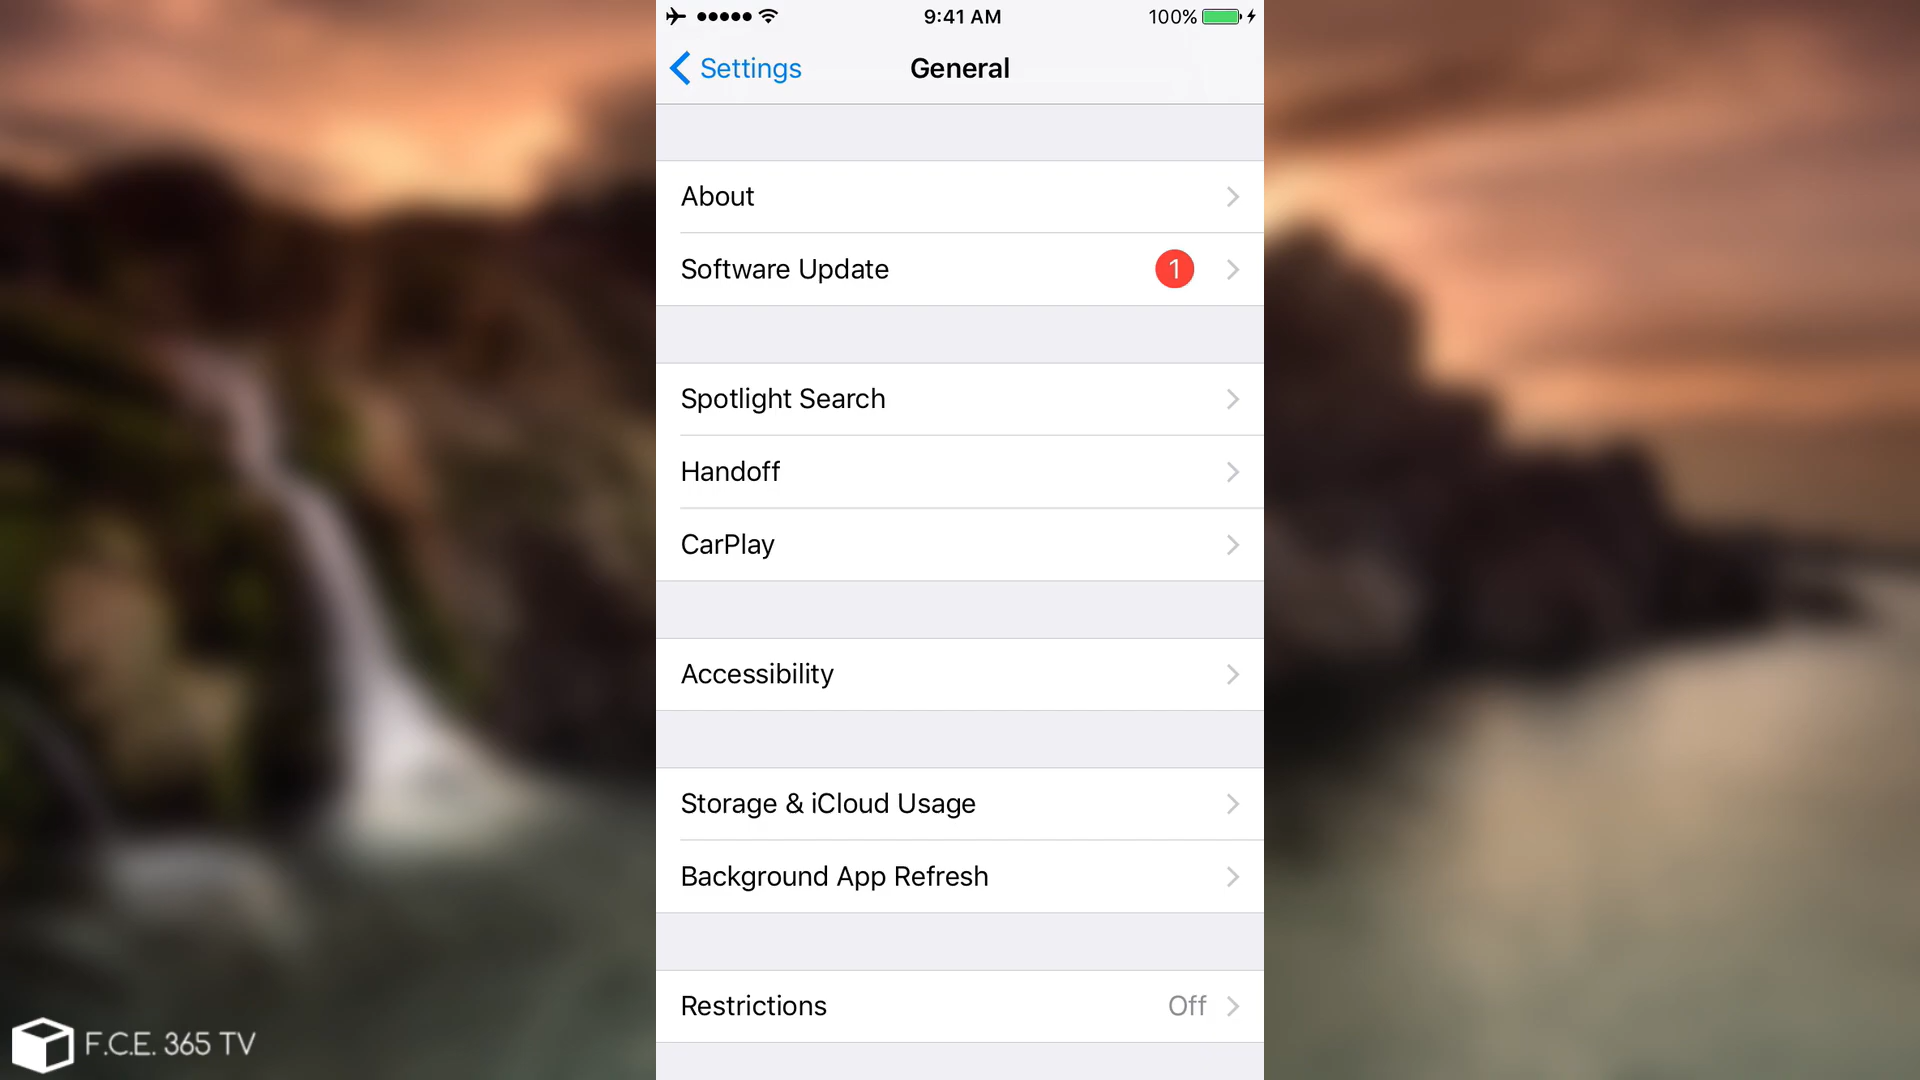 9:41 AM
100%
Settings
General
About
Software Update 1
Spotlight Search
Handoff
CarPlay
Accessibility
Storage & iCloud Usage
Background App Refresh
Restrictions Off
F.C.E. 365 TV